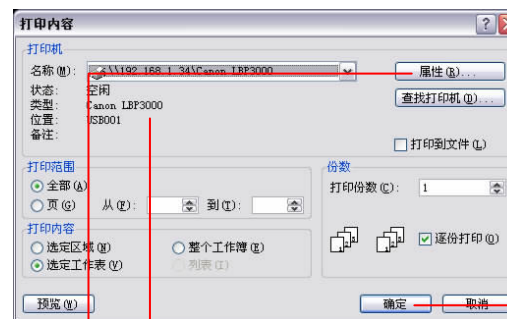 打印内容
打印机
名称(M): \\192.168.1.34\Canon LBP3000 属性(R)...
状态: 空闲
类型: Canon LBP3000 查找打印机(D)...
位置: USB001
备注: 打印到文件(L)
打印范围 份数
全部(A) 打印份数(C): 1
页(G) 从(F): 到(T):
打印内容
选定区域(N) 整个工作簿(E) 逐份打印(O)
选定工作表(V) 列表(I)
预览(W) 确定 取消